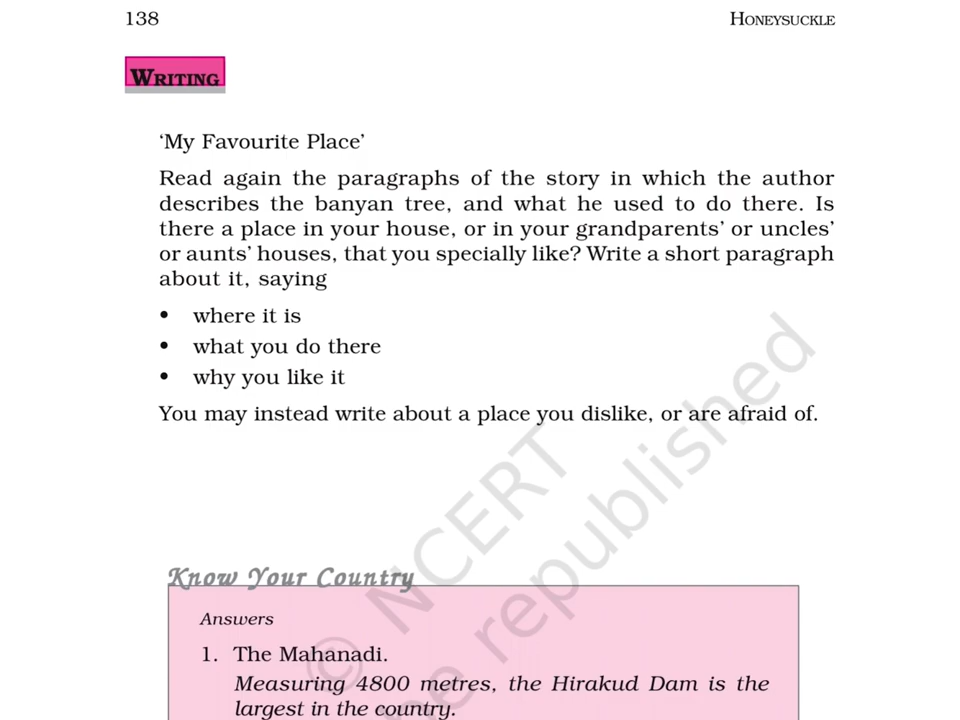 138
HONEYSUCKLE
WRITING
‘My Favourite Place’
Read again the paragraphs of the story in which the author
describes the banyan tree, and what he used to do there. Is
there a place in your house, or in your grandparents’ or uncles’
or aunts’ houses, that you specially like? Write a short paragraph
about it, saying
• where it is
• what you do there
• why you like it
You may instead write about a place you dislike, or are afraid of.
Know Your Country
Answers
1. The Mahanadi.
Measuring 4800 metres, the Hirakud Dam is the
largest in the country.
© NCERT
be republished